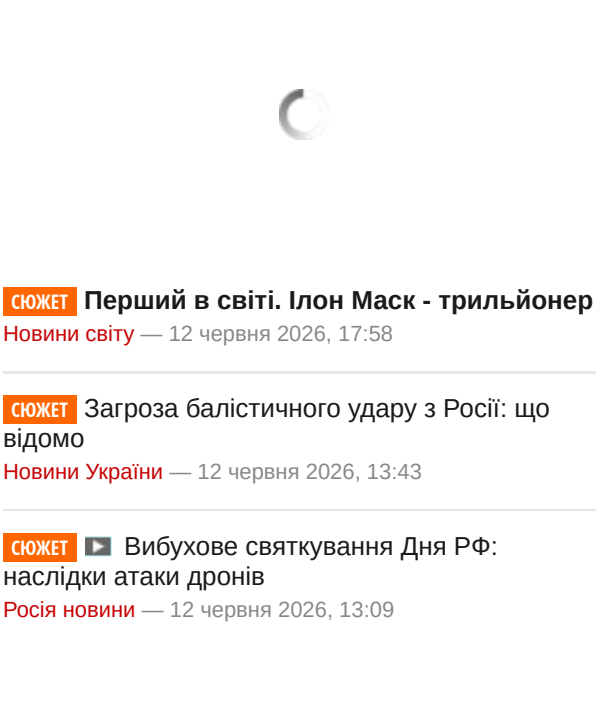 СЮЖЕТ Перший в світі. Ілон Маск - трильйонер
Новини світу — 12 червня 2026, 17:58
СЮЖЕТ Загроза балістичного удару з Росії: що
відомо
Новини України — 12 червня 2026, 13:43
СЮЖЕТ Вибухове святкування Дня РФ:
наслідки атаки дронів
Росія новини — 12 червня 2026, 13:09